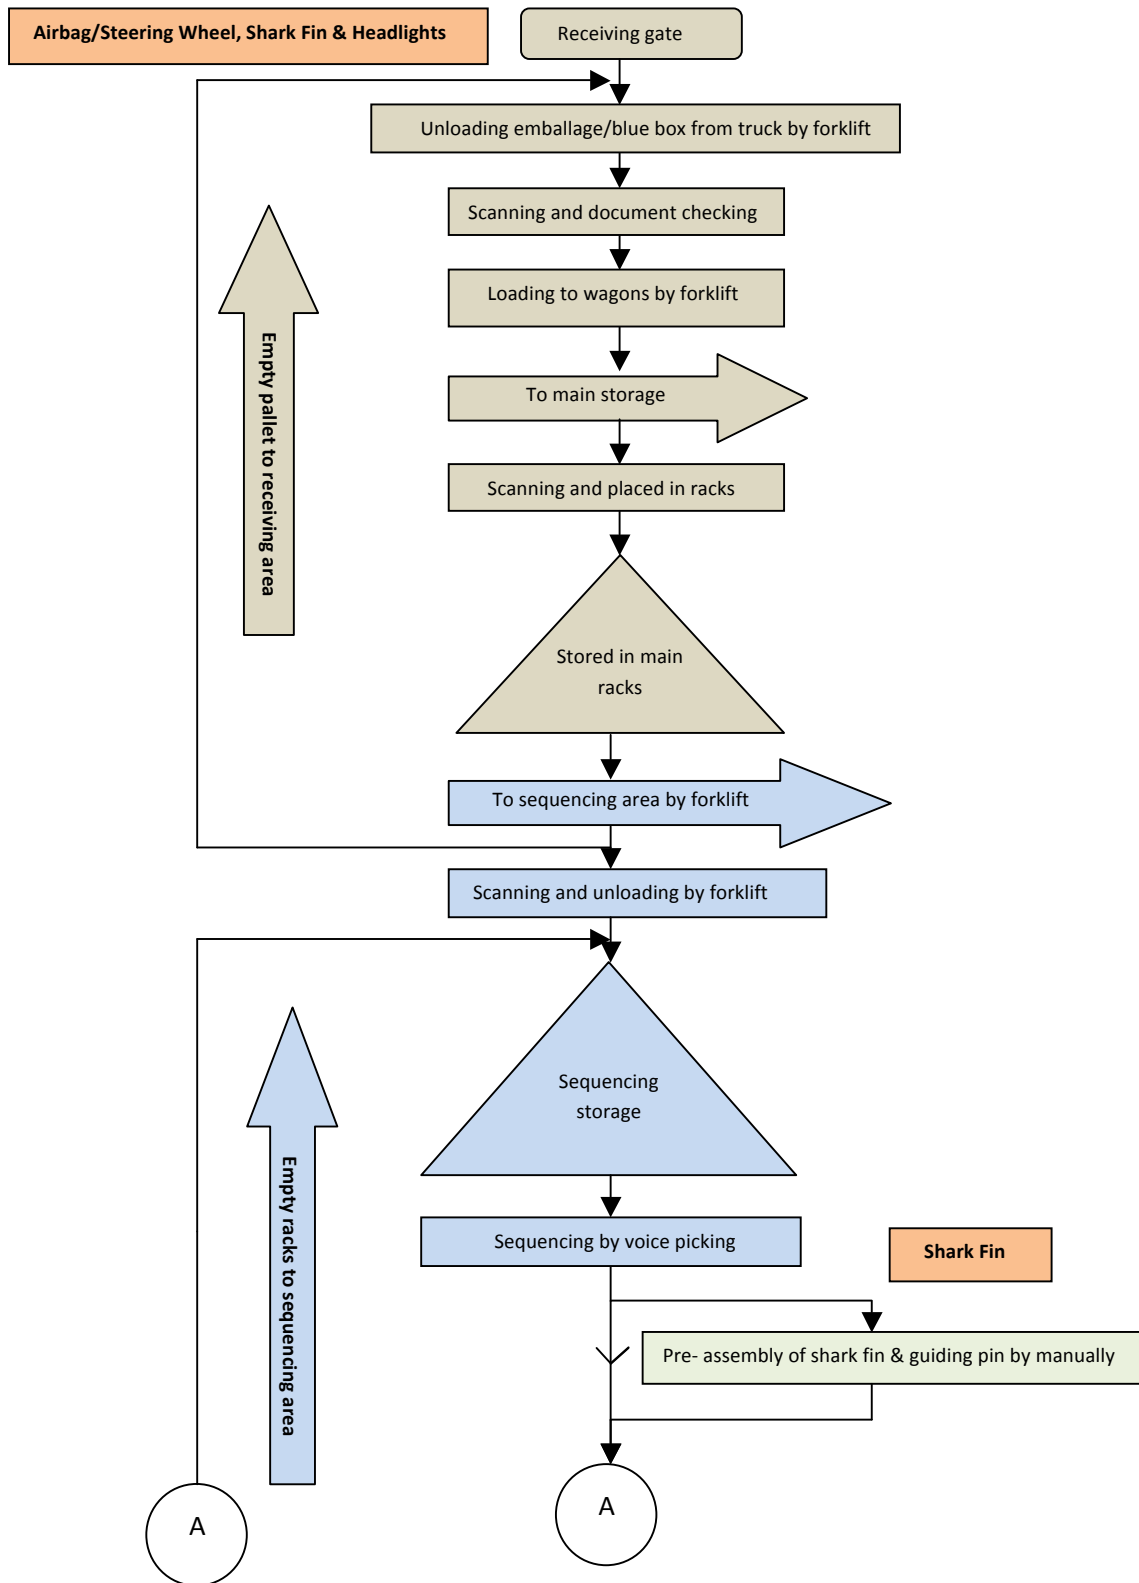 Airbag/Steering Wheel, Shark Fin & Headlights
Receiving gate
Unloading emballage/blue box from truck by forklift
Scanning and document checking
Loading to wagons by forklift
To main storage
Empty pallet to receiving area
Scanning and placed in racks
Stored in main
racks
To sequencing area by forklift
Scanning and unloading by forklift
Sequencing
storage
Empty racks to sequencing area
Sequencing by voice picking
Shark Fin
Pre- assembly of shark fin & guiding pin by manually
A
A